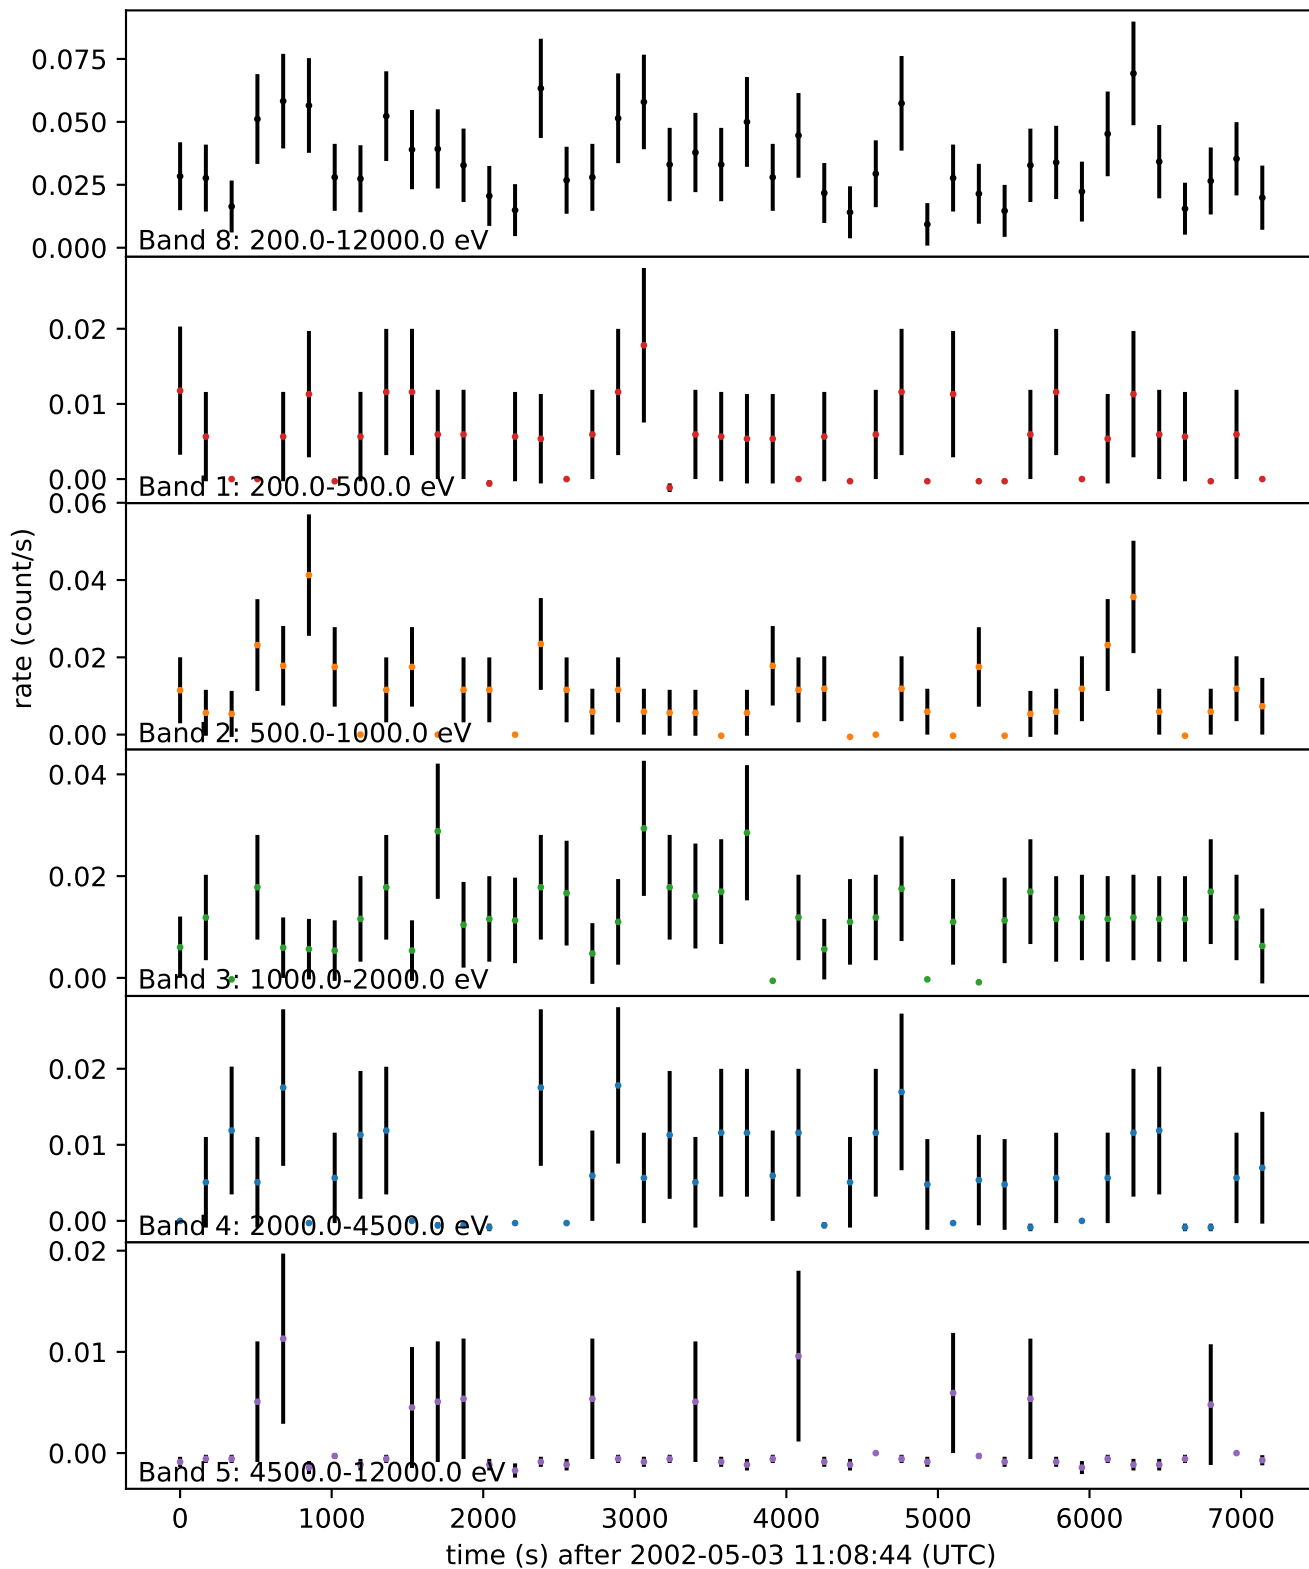 0.075
0.050
0.025
0.000
Band 8: 200.0-12000.0 eV
0.02
0.01
0.00
Band 1: 200.0-500.0 eV
0.06
0.04
0.02
0.00
Band 2: 500.0-1000.0 eV
rate (count/s)
0.04
0.02
0.00
Band 3: 1000.0-2000.0 eV
0.02
0.01
0.00
Band 4: 2000.0-4500.0 eV
0.02
0.01
0.00
Band 5: 4500.0-12000.0 eV
0 1000 2000 3000 4000 5000 6000 7000
time (s) after 2002-05-03 11:08:44 (UTC)